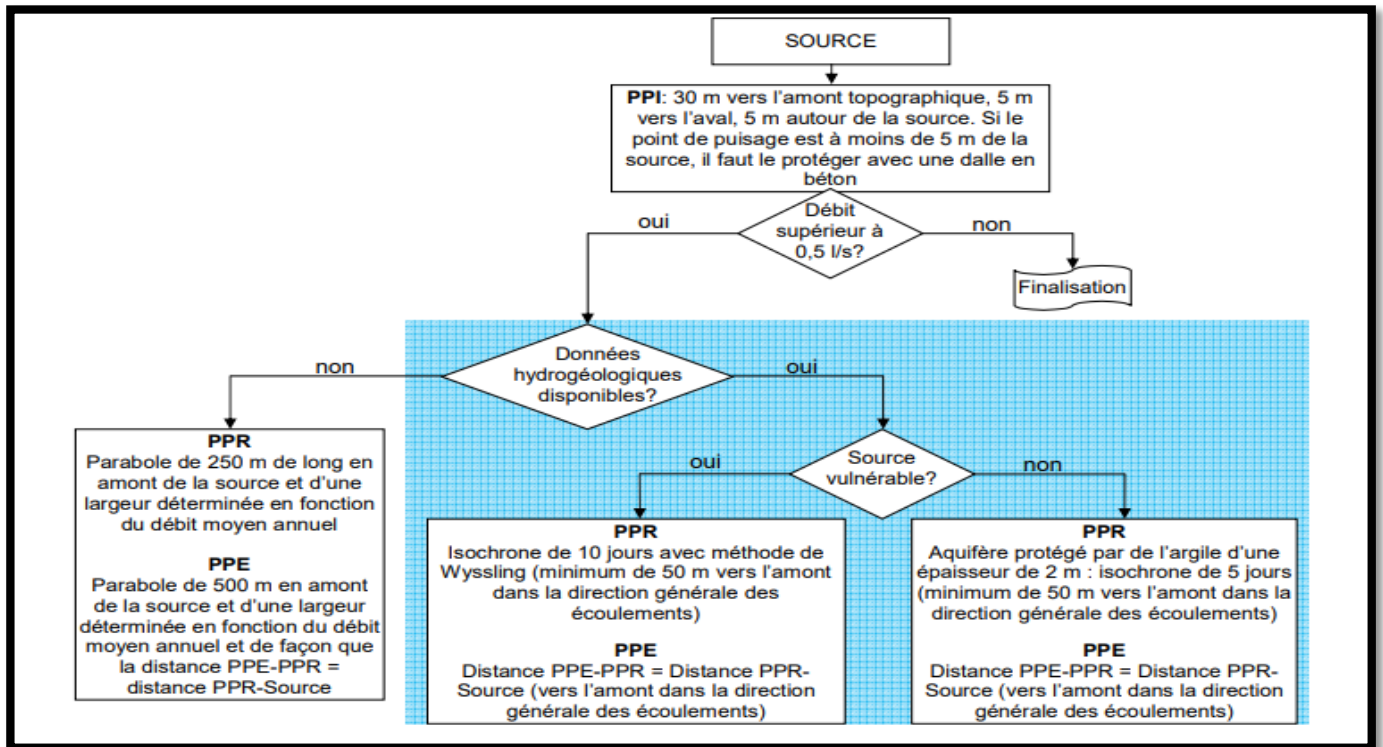 SOURCE
PPI: 30 m vers l'amont topographique, 5 m
vers l'aval, 5 m autour de la source. Si le
point de puisage est à moins de 5 m de la
source, il faut le protéger avec une dalle en
béton
Débit
supérieur à
0,5 l/s?
oui
non
Finalisation
Données
hydrogéologiques
disponibles?
non
oui
PPR
Parabole de 250 m de long en
amont de la source et d'une
largeur déterminée en fonction
du débit moyen annuel
PPE
Parabole de 500 m en amont
de la source et d'une largeur
déterminée en fonction du débit
moyen annuel et de façon que
la distance PPE-PPR =
distance PPR-Source
Source
vulnérable?
oui
non
PPR
Isochrone de 10 jours avec méthode de
Wyssling (minimum de 50 m vers l'amont
dans la direction générale des
écoulements)
PPE
Distance PPE-PPR = Distance PPR-
Source (vers l'amont dans la direction
générale des écoulements)
PPR
Aquifère protégé par de l'argile d'une
épaisseur de 2 m : isochrone de 5 jours
(minimum de 50 m vers l'amont dans la
direction générale des écoulements)
PPE
Distance PPE-PPR = Distance PPR-
Source (vers l'amont dans la direction
générale des écoulements)